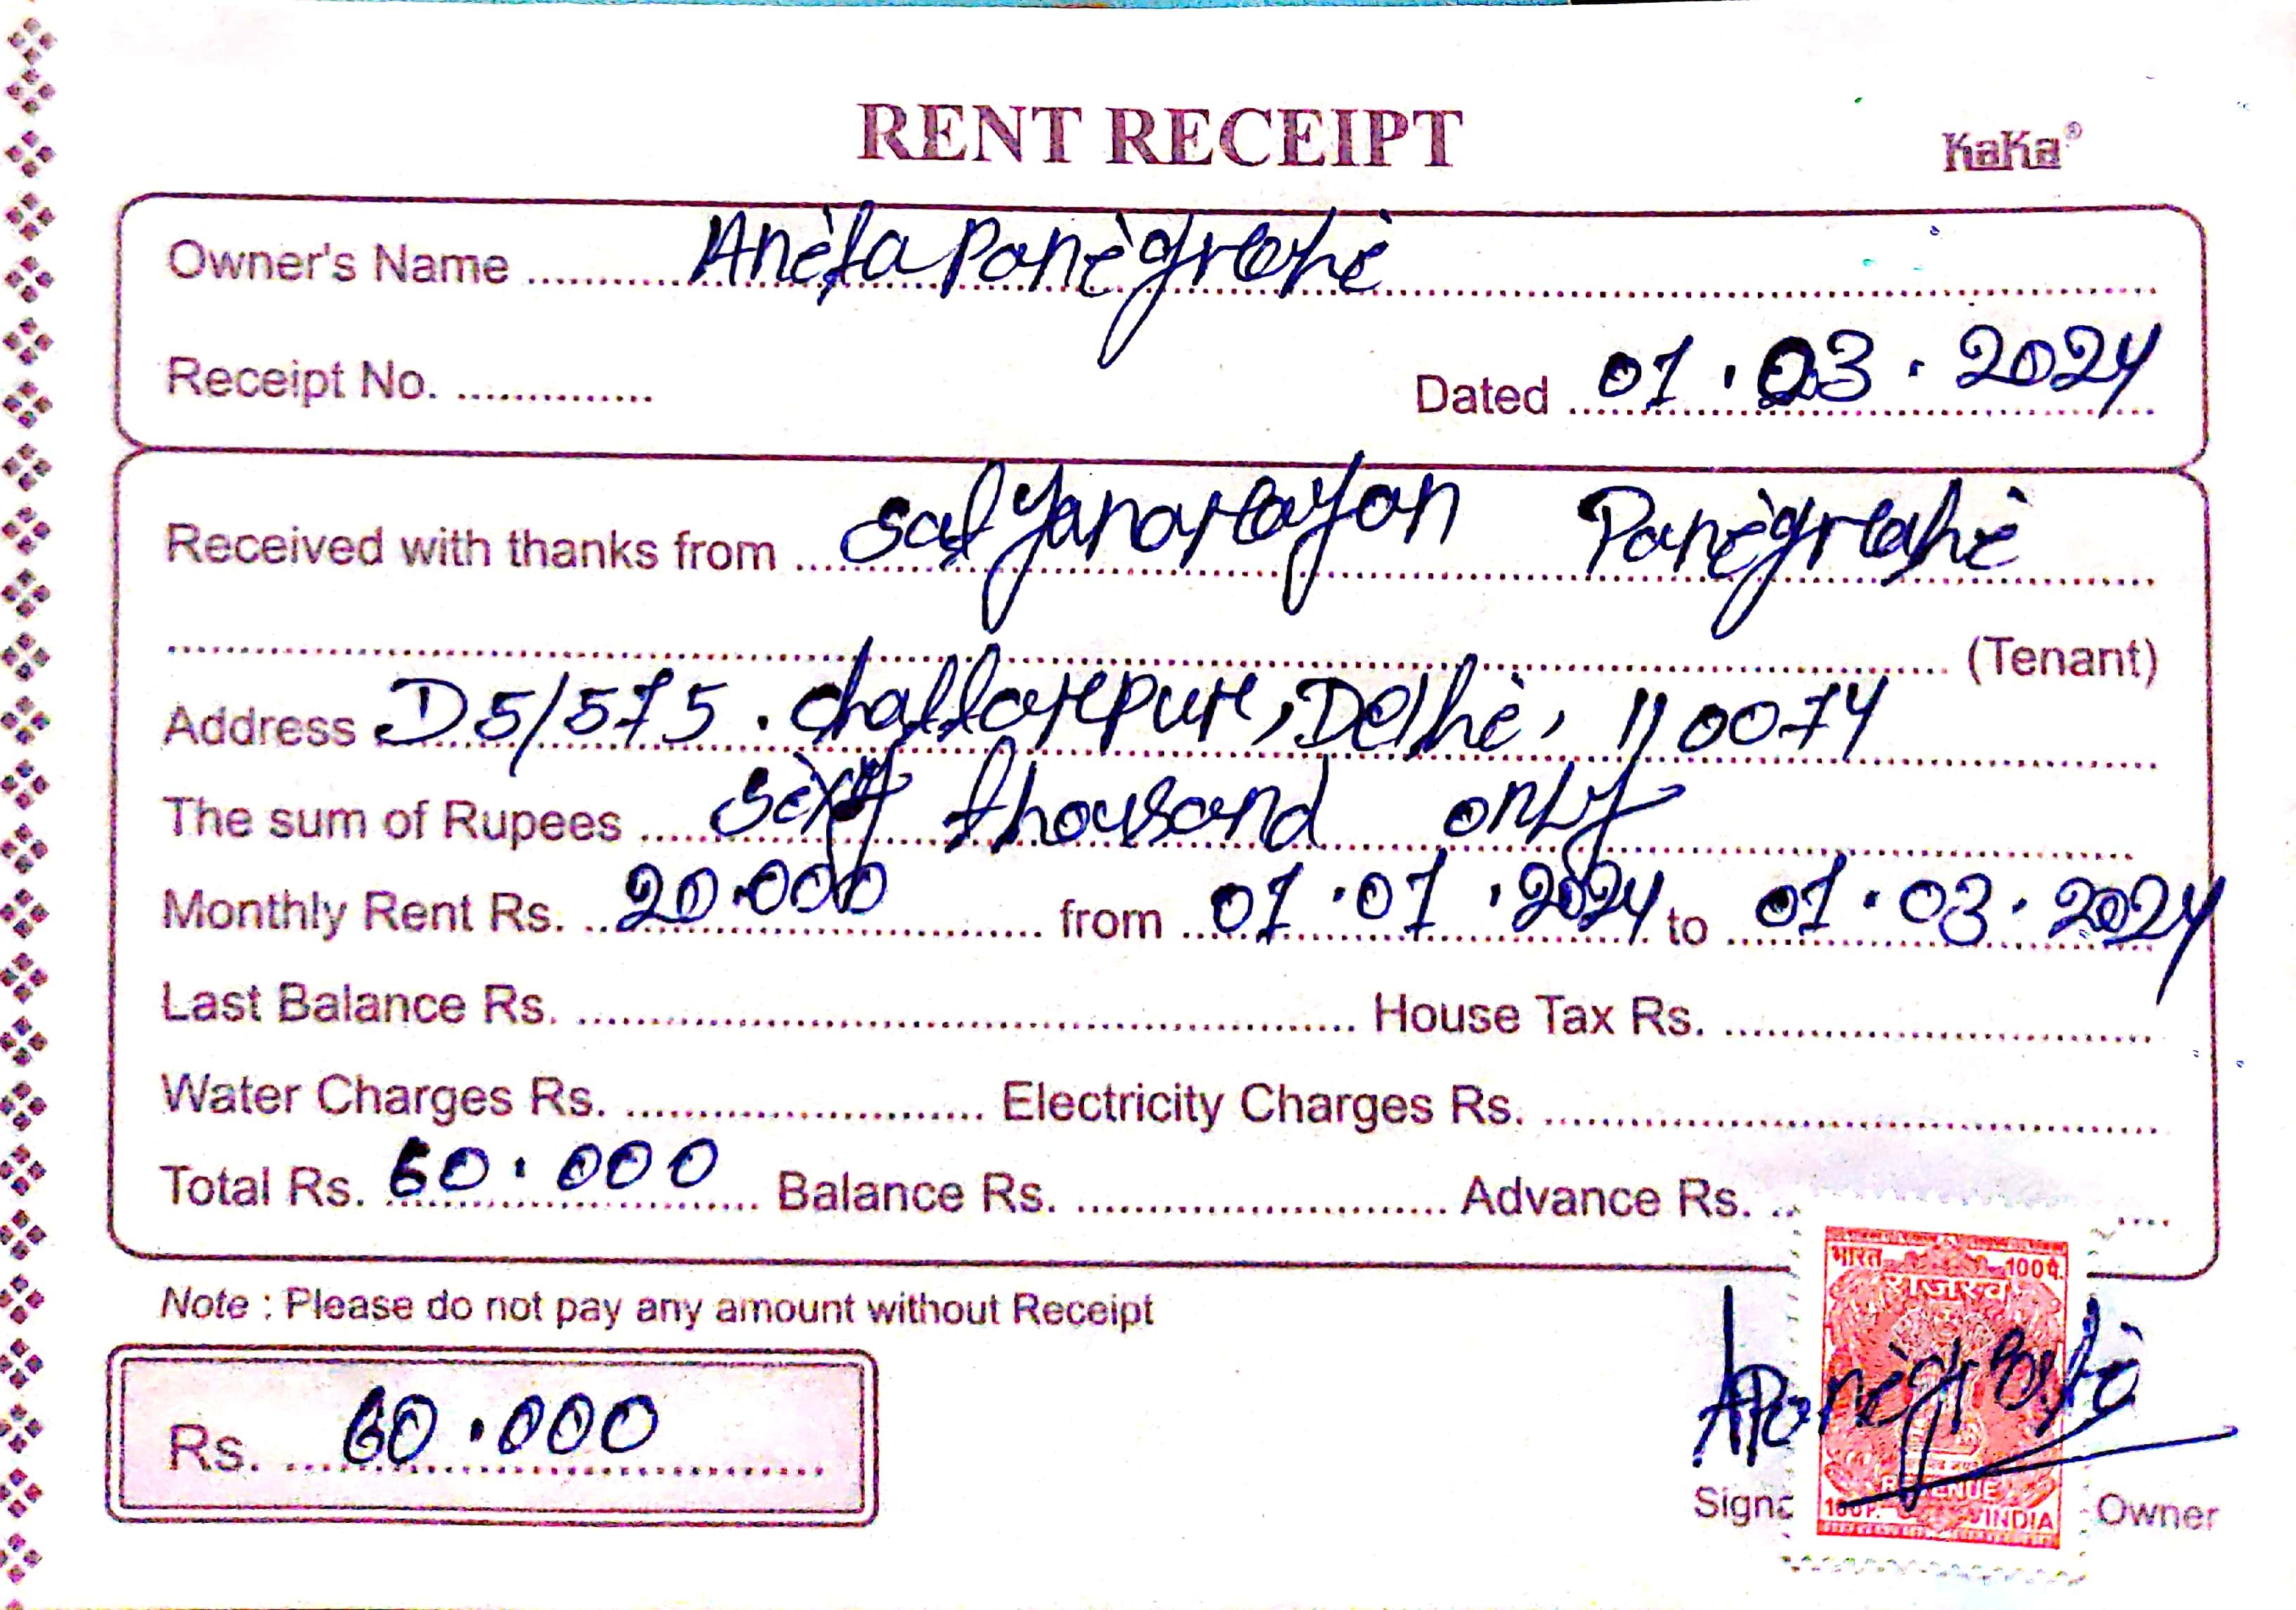 RENT RECEIPT
KaKa®
Owner's Name Anita Panigrahi
Receipt No. Dated 01.03.2024
Received with thanks from Satyanarayan Panigrahi
(Tenant)
Address D5/575. Chattarpur, Delhi, 110074
The sum of Rupees Sixty thousand only
Monthly Rent Rs. 20.000 from 01.01.2024 to 01.03.2024
Last Balance Rs. House Tax Rs.
Water Charges Rs. Electricity Charges Rs.
Total Rs. 60.000 Balance Rs. Advance Rs.
Note : Please do not pay any amount without Receipt
Rs. 60.000
भारत 100प.
राजस्व
APanigrahi
REVENUE
100P. INDIA
Owner